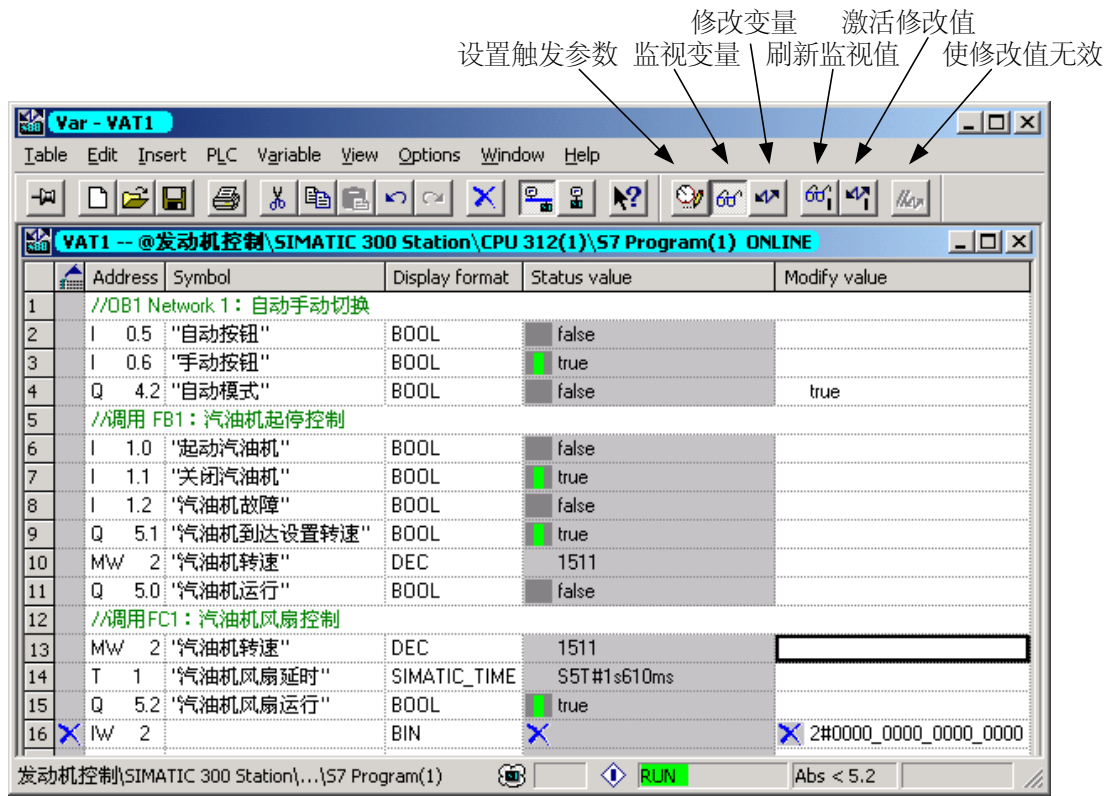 修改变量 激活修改值
设置触发参数 监视变量 刷新监视值 使修改值无效
Var - VAT1
Table Edit Insert PLC Variable View Options Window Help
VAT1 -- @发动机控制\SIMATIC 300 Station\CPU 312(1)\S7 Program(1) ONLINE
Address Symbol Display format Status value Modify value
1 //OB1 Network 1：自动手动切换
2 I 0.5 "自动按钮" BOOL false
3 I 0.6 "手动按钮" BOOL true
4 Q 4.2 "自动模式" BOOL false true
5 //调用 FB1：汽油机起停控制
6 I 1.0 "起动汽油机" BOOL false
7 I 1.1 "关闭汽油机" BOOL true
8 I 1.2 "汽油机故障" BOOL false
9 Q 5.1 "汽油机到达设置转速" BOOL true
10 MW 2 "汽油机转速" DEC 1511
11 Q 5.0 "汽油机运行" BOOL false
12 //调用FC1：汽油机风扇控制
13 MW 2 "汽油机转速" DEC 1511
14 T 1 "汽油机风扇延时" SIMATIC_TIME S5T#1s610ms
15 Q 5.2 "汽油机风扇运行" BOOL true
16 IW 2 BIN 2#0000_0000_0000_0000
发动机控制\SIMATIC 300 Station\...\S7 Program(1) RUN Abs < 5.2